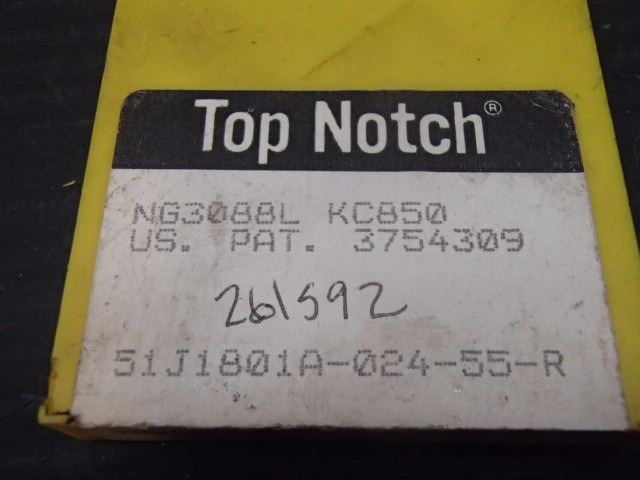 Top Notch®
NG3088L KC850
US. PAT. 3754309
261592
51J1801A-024-55-R